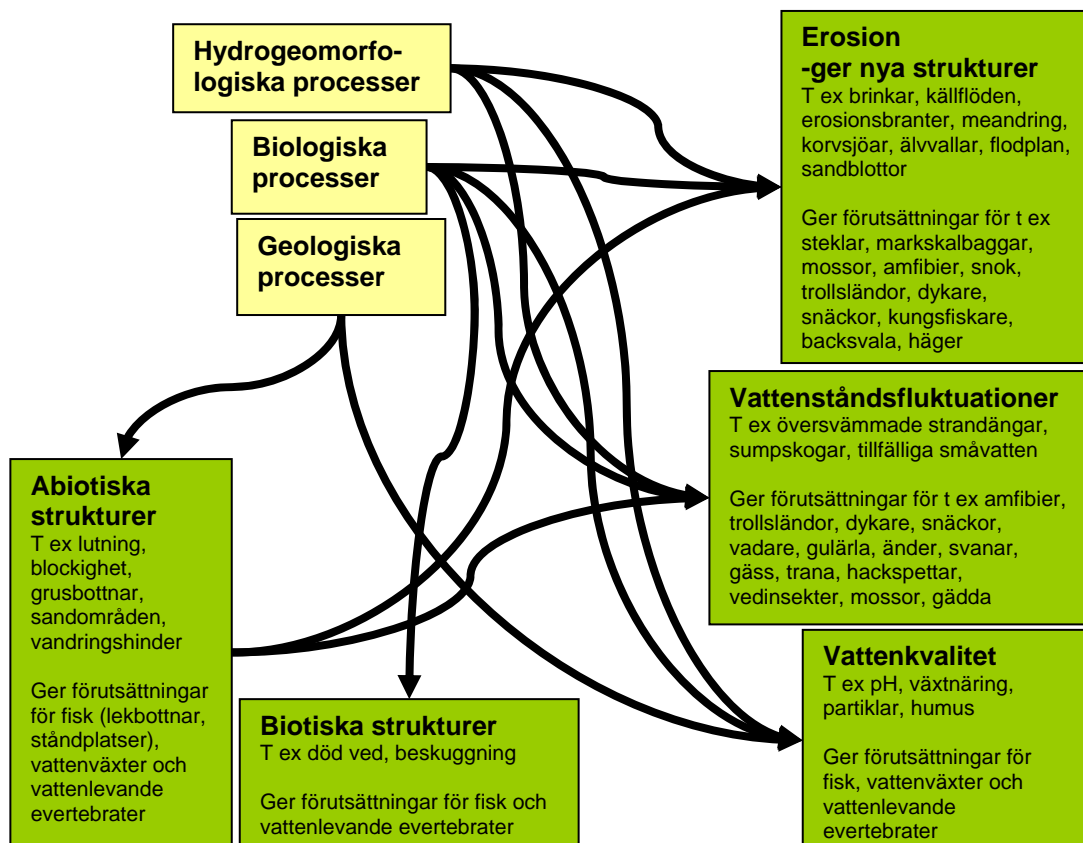 Hydrogeomorfo-
logiska processer
Biologiska
processer
Geologiska
processer
Erosion
-ger nya strukturer
T ex brinkar, källflöden,
erosionsbranter, meandring,
korvsjöar, älvvallar, flodplan,
sandblottor
Ger förutsättningar för t ex
steklar, markskalbaggar,
mossor, amfibier, snok,
trollsländor, dykare,
snäckor, kungsfiskare,
backsvala, häger
Vattenståndsfluktuationer
T ex översvämmade strandängar,
sumpskogar, tillfälliga småvatten
Ger förutsättningar för t ex amfibier,
trollsländor, dykare, snäckor,
vadare, gulärla, änder, svanar,
gäss, trana, hackspettar,
vedinsekter, mossor, gädda
Abiotiska
strukturer
T ex lutning,
blockighet,
grusbottnar,
sandområden,
vandringshinder
Ger förutsättningar
för fisk (lekbottnar,
ståndplatser),
vattenväxter och
vattenlevande
evertebrater
Biotiska strukturer
T ex död ved, beskuggning
Ger förutsättningar för fisk och
vattenlevande evertebrater
Vattenkvalitet
T ex pH, växtnäring,
partiklar, humus
Ger förutsättningar för
fisk, vattenväxter och
vattenlevande
evertebrater